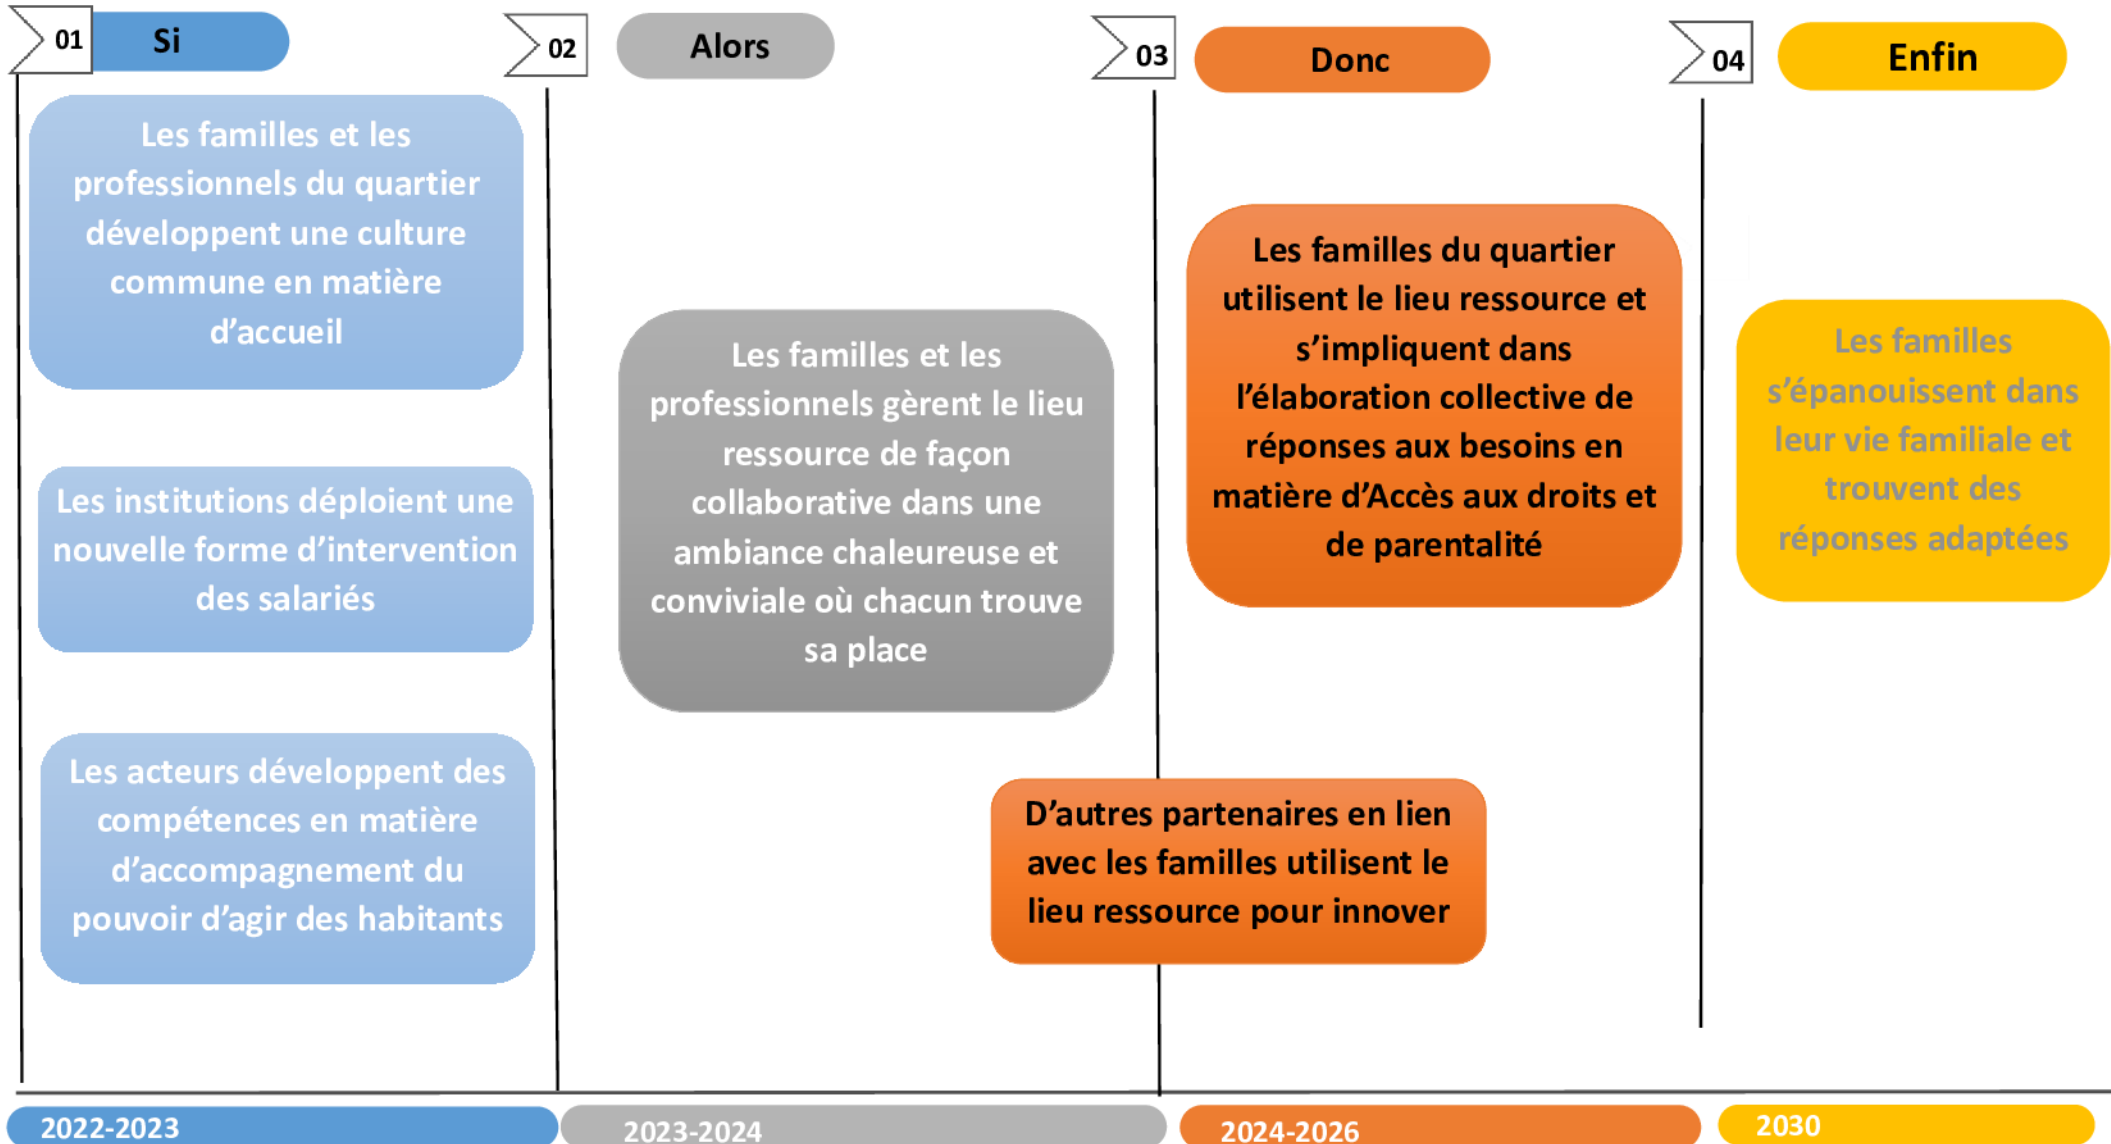 01
Si
Les familles et les
professionnels du quartier
développent une culture
commune en matière
d’accueil
Les institutions déploient une
nouvelle forme d’intervention
des salariés
Les acteurs développent des
compétences en matière
d’accompagnement du
pouvoir d’agir des habitants
02
Alors
Les familles et les
professionnels gèrent le lieu
ressource de façon
collaborative dans une
ambiance chaleureuse et
conviviale où chacun trouve
sa place
03
Donc
Les familles du quartier
utilisent le lieu ressource et
s’impliquent dans
l’élaboration collective de
réponses aux besoins en
matière d’Accès aux droits et
de parentalité
D’autres partenaires en lien
avec les familles utilisent le
lieu ressource pour innover
04
Enfin
Les familles
s’épanouissent dans
leur vie familiale et
trouvent des
réponses adaptées
2022-2023
2023-2024
2024-2026
2030